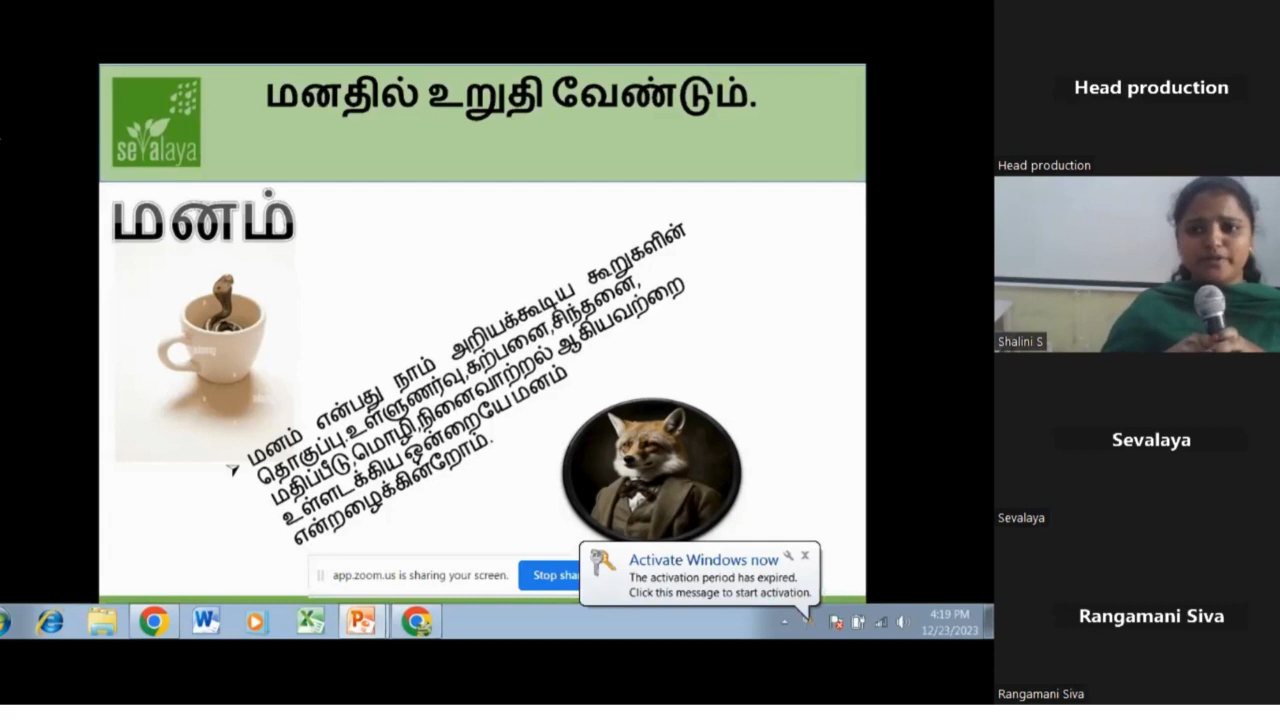 மனதில் உறுதி வேண்டும்.
sevalaya
மனம்
மனம் என்பது நாம் அறியக்கூடிய கூறுகளின்
தொகுப்பு.உள்ளுணர்வு,கற்பனை,சிந்தனை,
மதிப்பீடு,மொழி,நினைவாற்றல் ஆகியவற்றை
உள்ளடக்கிய ஒன்றையே மனம்
என்றழைக்கின்றோம்.
app.zoom.us is sharing your screen.
Stop sha
Activate Windows now
The activation period has expired.
Click this message to start activation.
4:19 PM
12/23/2023
Head production
Head production
Shalini S
Sevalaya
Sevalaya
Rangamani Siva
Rangamani Siva